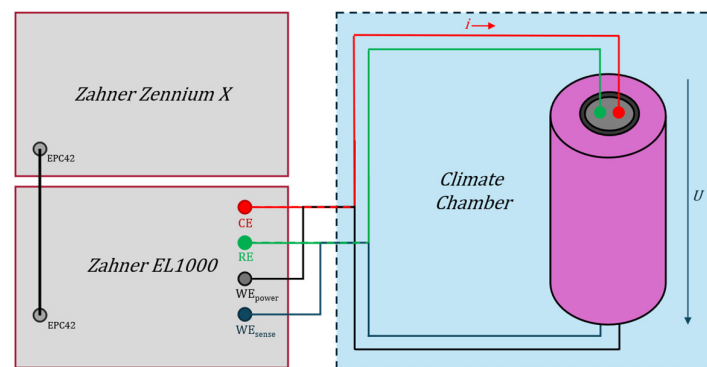 i
Zahner Zennium X
EPC42
Climate
Chamber
U
CE
RE
Zahner EL1000
WEpower
WEsense
EPC42